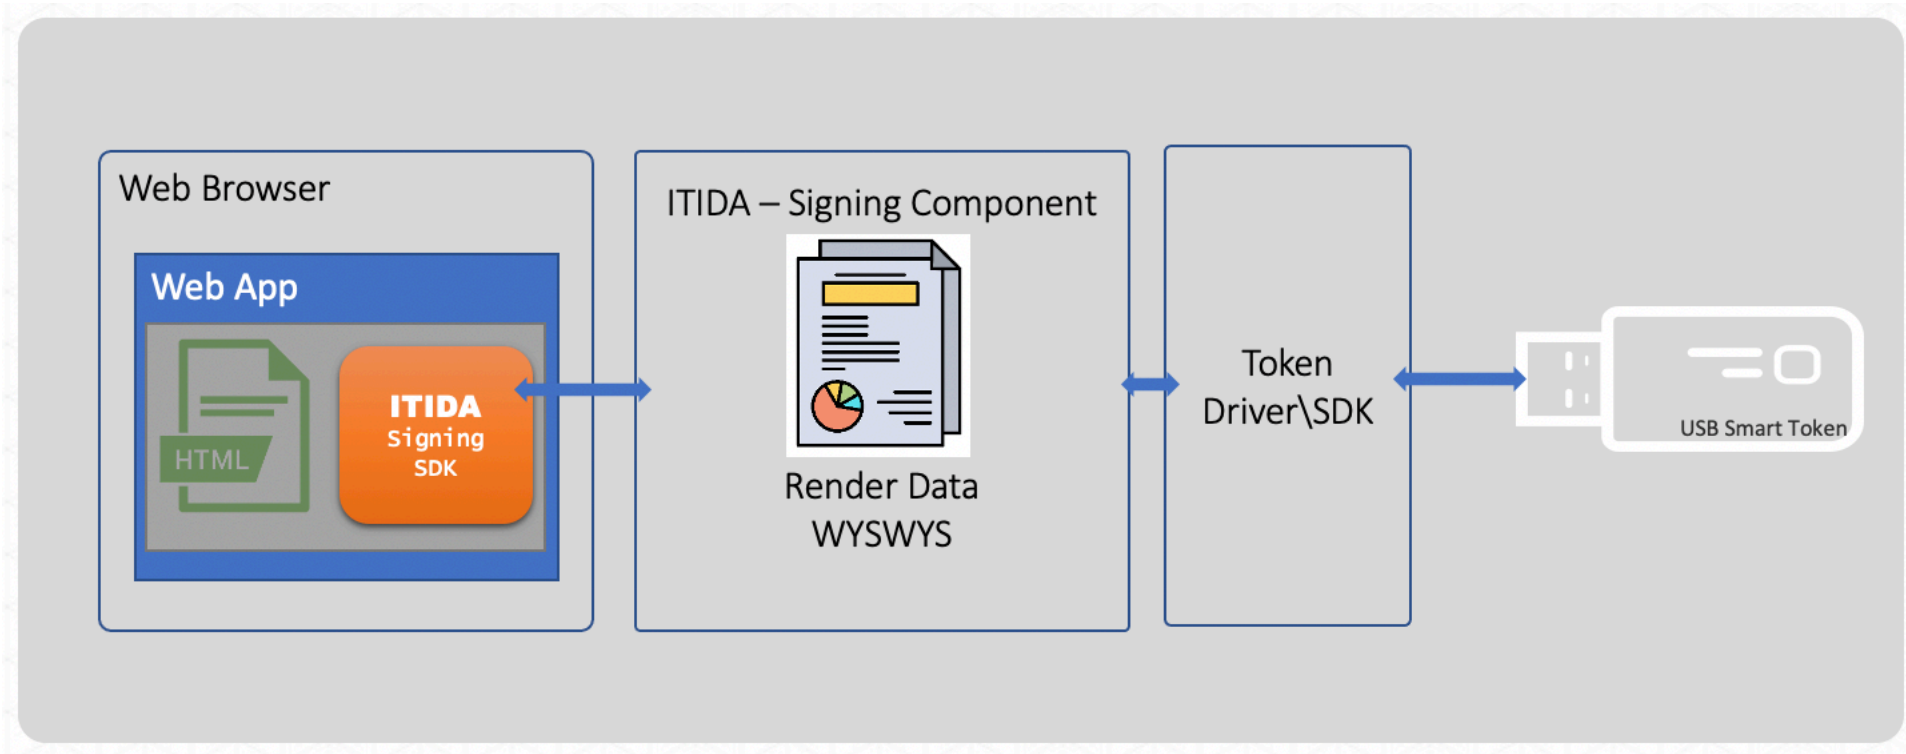 Web Browser
Web App
HTML
ITIDA
Signing
SDK
ITIDA – Signing Component
Render Data
WYSWYS
Token
Driver\SDK
USB Smart Token